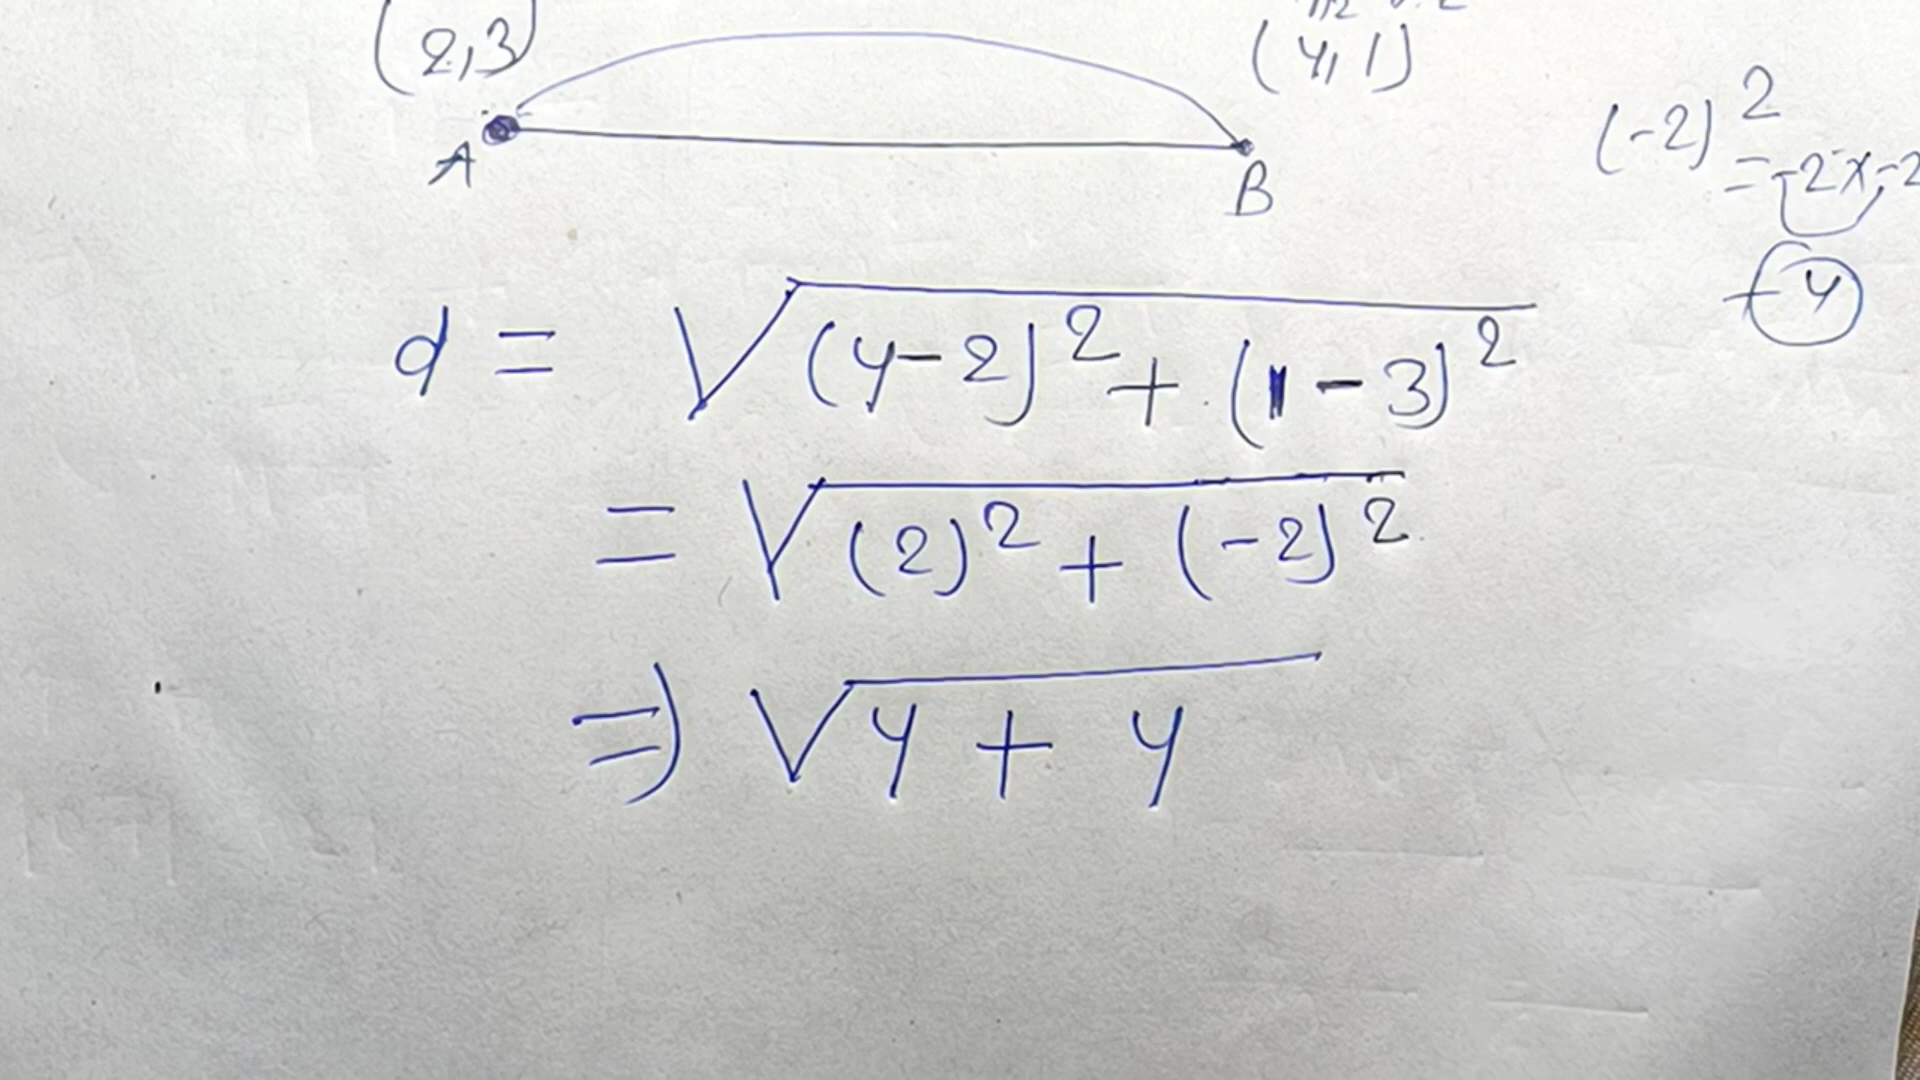 (2,3) (4,1)
A B
(-2)²
= -2x-2
+4
d = √(4-2)² + (1-3)²
= √(2)² + (-2)²
⇒ √4 + 4